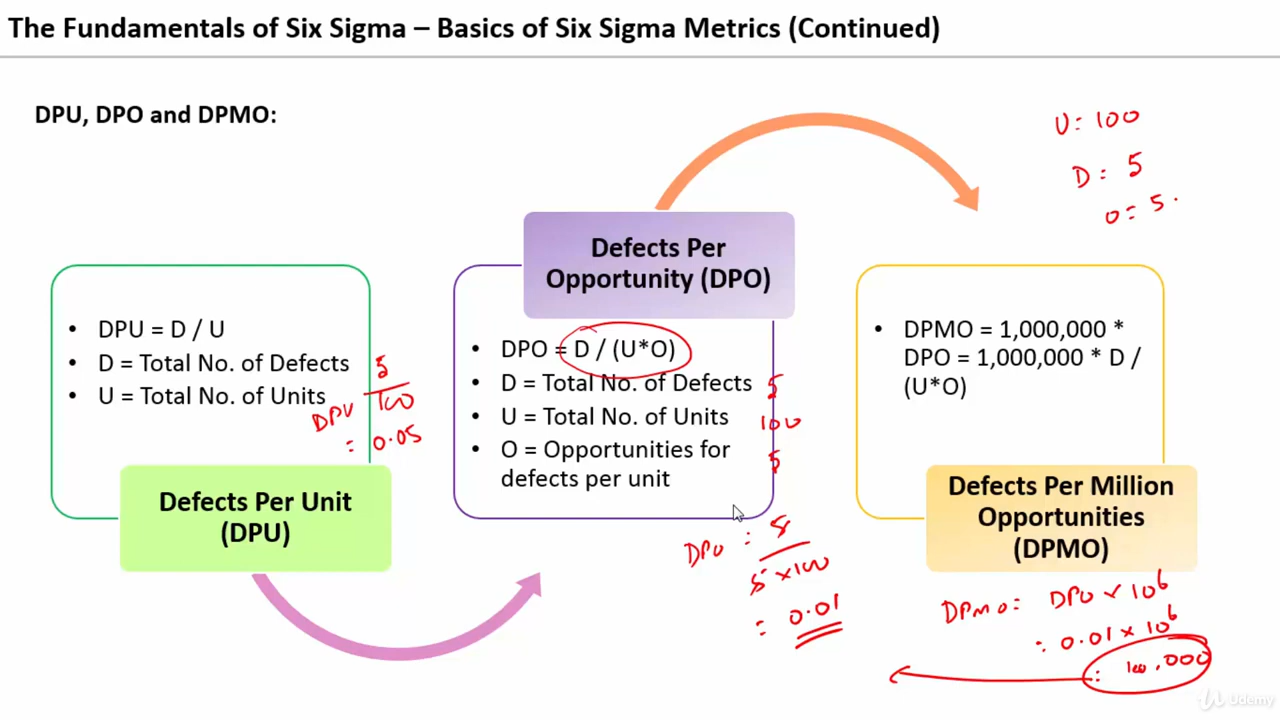 The Fundamentals of Six Sigma – Basics of Six Sigma Metrics (Continued)
DPU, DPO and DPMO:
U = 100
D = 5
O = 5.
• DPU = D / U
• D = Total No. of Defects
• U = Total No. of Units
DPU 5/100
= 0.05
Defects Per Unit
(DPU)
Defects Per
Opportunity (DPO)
• DPO = D / (U*O)
• D = Total No. of Defects 5
• U = Total No. of Units 100
• O = Opportunities for
defects per unit 5
DPO = 5
5 x 100
= 0.01
• DPMO = 1,000,000 *
DPO = 1,000,000 * D /
(U*O)
Defects Per Million
Opportunities
(DPMO)
DPMO = DPO x 10⁶
= 0.01 x 10⁶
= 100,000
Udemy